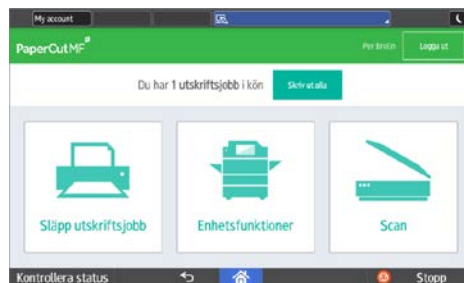 My account
PaperCut MF
Per Brolin
Logga ut
Du har 1 utskriftsjobb i kön
Skriv ut alla
Släpp utskriftsjobb
Enhetsfunktioner
Scan
Kontrollera status
Stopp